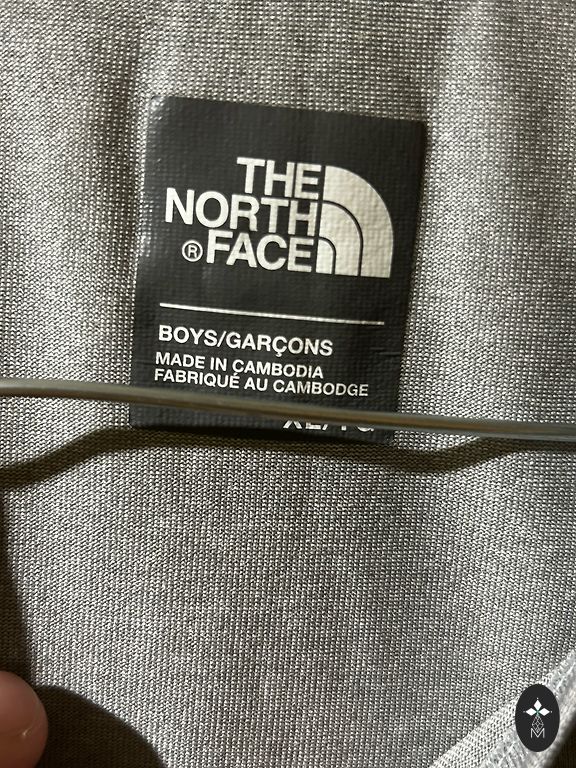 THE
NORTH
® FACE
BOYS/GARÇONS
MADE IN CAMBODIA
FABRIQUÉ AU CAMBODGE